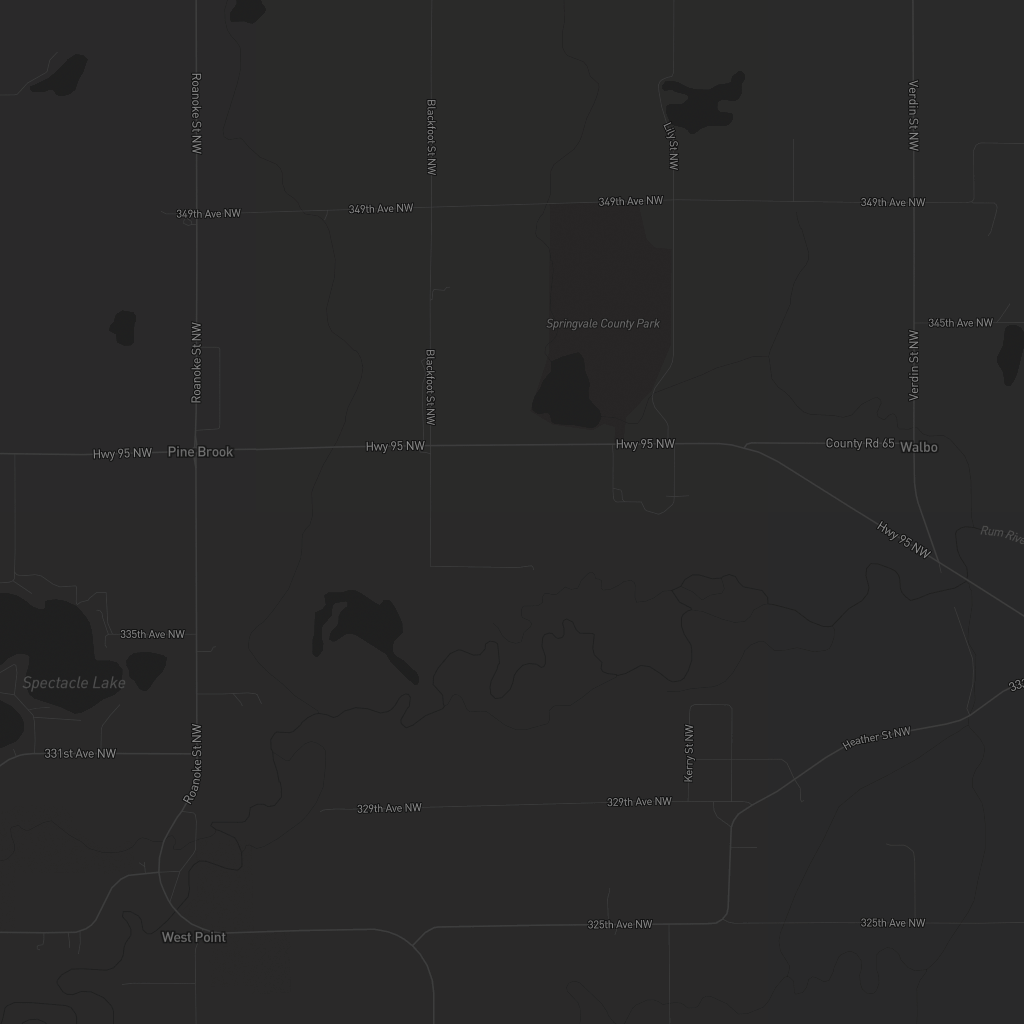 Roanoke St NW
Blackfoot St NW
Lily St NW
Verdin St NW
349th Ave NW
349th Ave NW
349th Ave NW
349th Ave NW
Springvale County Park
345th Ave NW
Roanoke St NW
Blackfoot St NW
Verdin St NW
Hwy 95 NW
Pine Brook
Hwy 95 NW
Hwy 95 NW
County Rd 65
Walbo
Hwy 95 NW
Rum Rive
335th Ave NW
Spectacle Lake
333
331st Ave NW
Roanoke St NW
Kerry St NW
Heather St NW
329th Ave NW
329th Ave NW
325th Ave NW
325th Ave NW
West Point